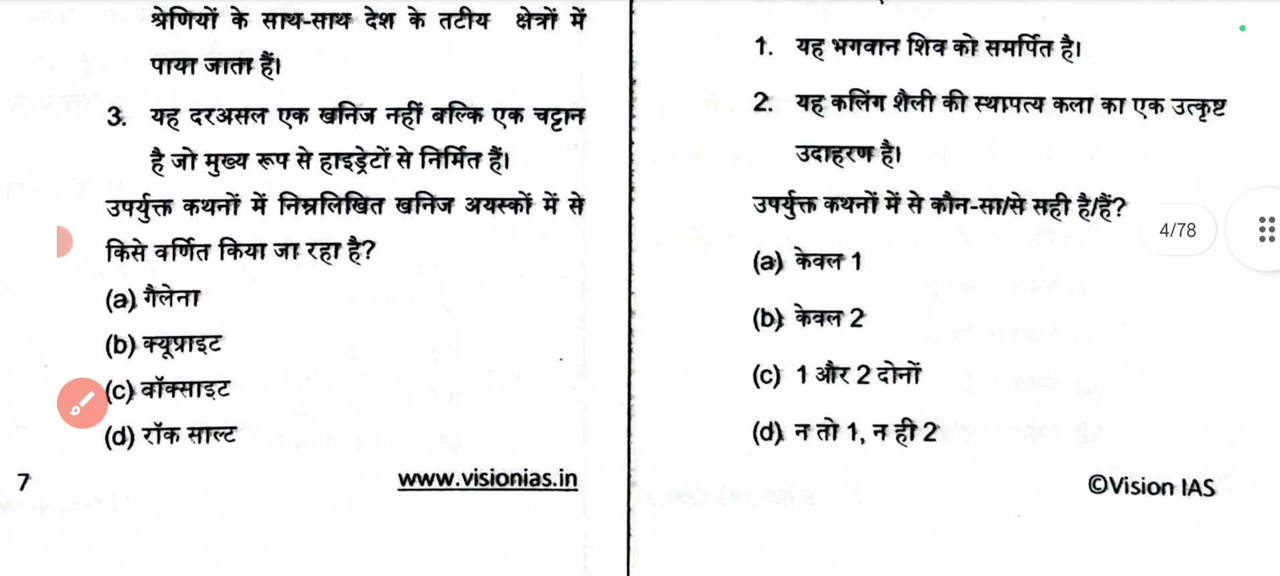 श्रेणियों के साथ-साथ देश के तटीय क्षेत्रों में
पाया जाता हैं।
3. यह दरअसल एक खनिज नहीं बल्कि एक चट्टान
है जो मुख्य रूप से हाइड्रेटों से निर्मित हैं।
उपर्युक्त कथनों में निम्नलिखित खनिज अयस्कों में से
किसे वर्णित किया जा रहा है?
(a) गैलेना
(b) क्यूप्राइट
(c) बॉक्साइट
(d) रॉक साल्ट
7
www.visionias.in
1. यह भगवान शिव को समर्पित है।
2. यह कलिंग शैली की स्थापत्य कला का एक उत्कृष्ट
उदाहरण है।
उपर्युक्त कथनों में से कौन-सा/से सही है/हैं?
(a) केवल 1
(b) केवल 2
(c) 1 और 2 दोनों
(d) न तो 1, न ही 2
©Vision IAS
4/78